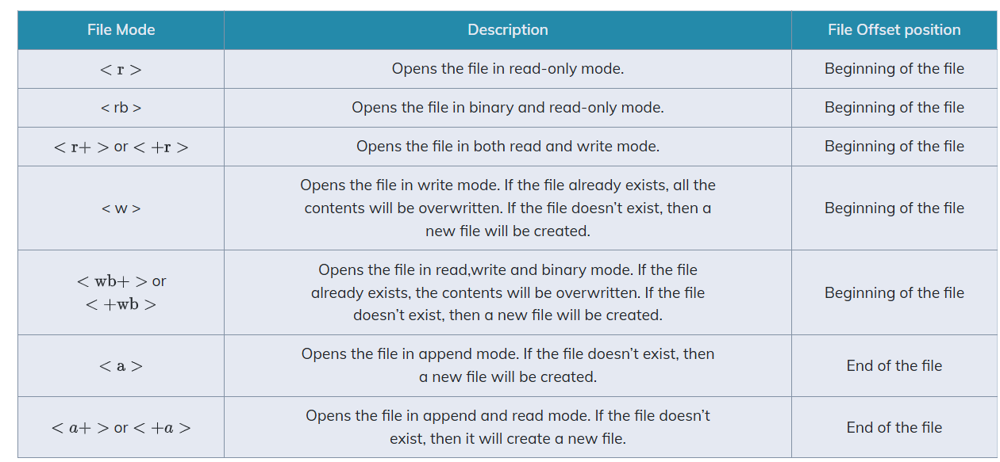 File Mode Description File Offset position
< r > Opens the file in read-only mode. Beginning of the file
< rb > Opens the file in binary and read-only mode. Beginning of the file
< r+ > or < +r > Opens the file in both read and write mode. Beginning of the file
Opens the file in write mode. If the file already exists, all the
< w > contents will be overwritten. If the file doesn’t exist, then a Beginning of the file
new file will be created.
< wb+ > or
< +wb >
Opens the file in read,write and binary mode. If the file
already exists, the contents will be overwritten. If the file
doesn’t exist, then a new file will be created.
Beginning of the file
< a >
Opens the file in append mode. If the file doesn’t exist, then
a new file will be created.
End of the file
< a+ > or < +a >
Opens the file in append and read mode. If the file doesn’t
exist, then it will create a new file.
End of the file